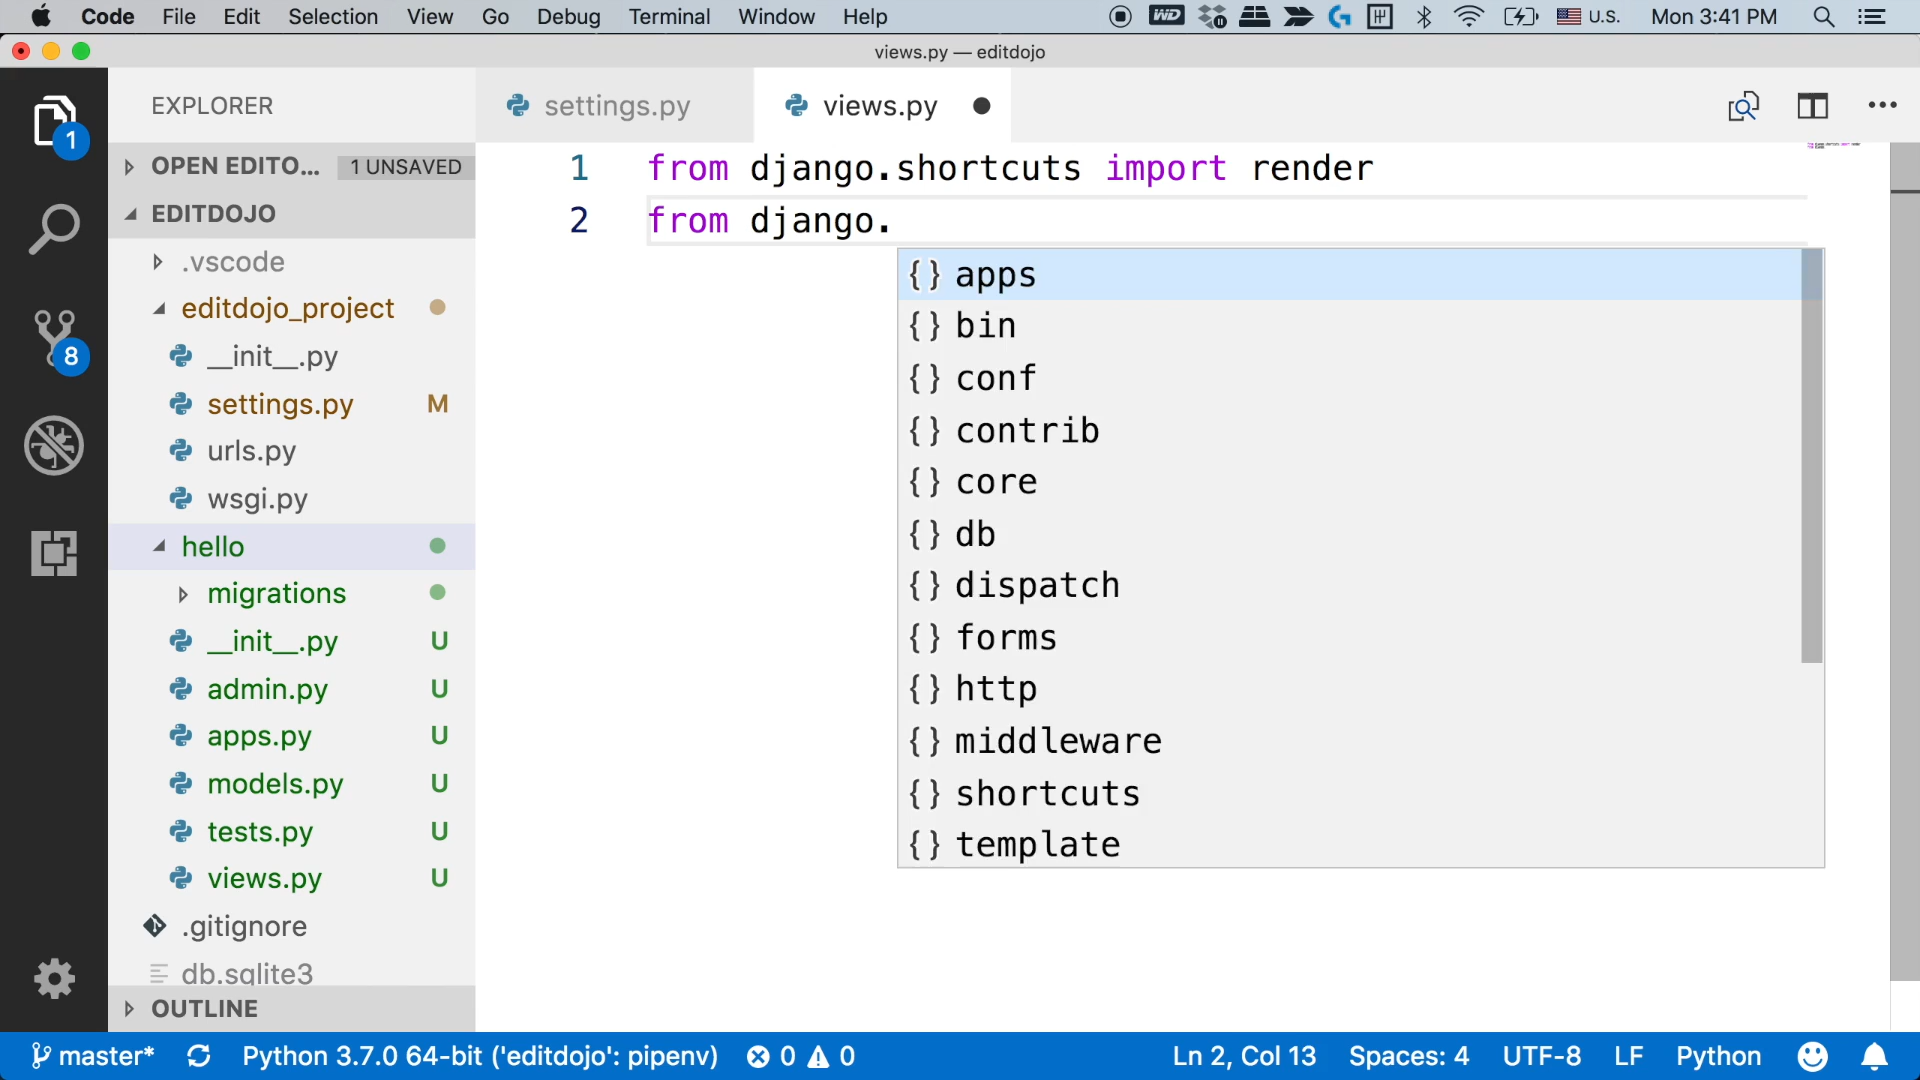 Code File Edit Selection View Go Debug Terminal Window Help WD U.S. Mon 3:41 PM
views.py — editdojo
EXPLORER
settings.py
views.py
1
OPEN EDITO... 1 UNSAVED
EDITDOJO
.vscode
editdojo_project
__init__.py
8
settings.py M
urls.py
wsgi.py
hello
migrations
__init__.py U
admin.py U
apps.py U
models.py U
tests.py U
views.py U
.gitignore
db.sqlite3
OUTLINE
1 from django.shortcuts import render
2 from django.
{} apps
{} bin
{} conf
{} contrib
{} core
{} db
{} dispatch
{} forms
{} http
{} middleware
{} shortcuts
{} template
master* Python 3.7.0 64-bit ('editdojo': pipenv) 0 0 Ln 2, Col 13 Spaces: 4 UTF-8 LF Python